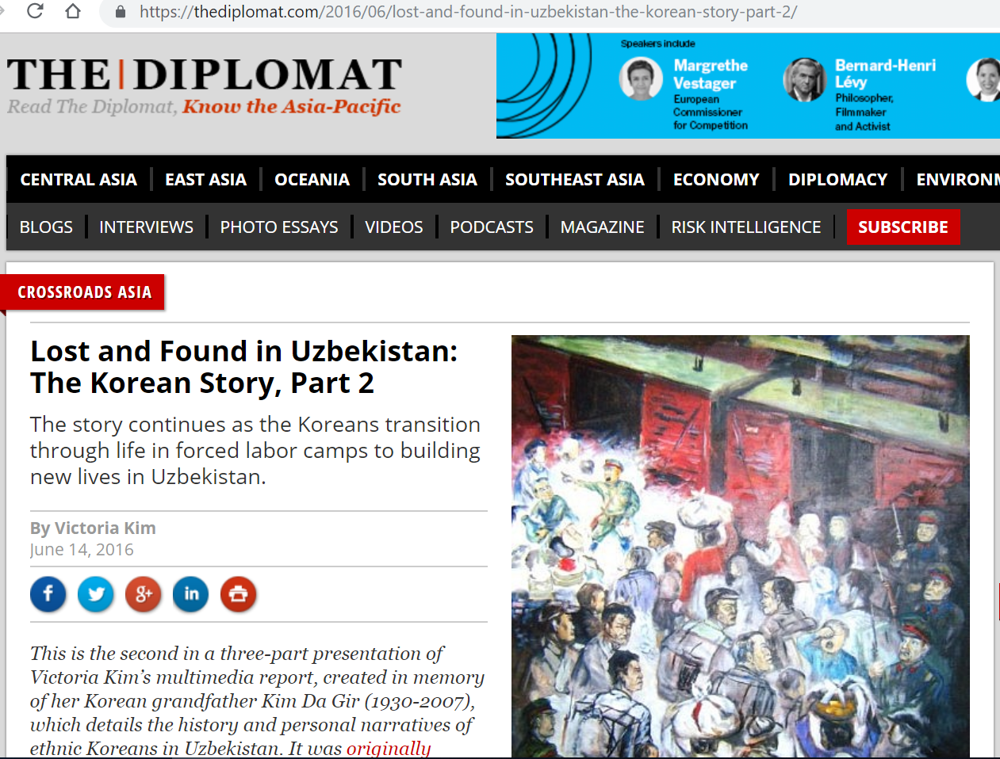 https://thediplomat.com/2016/06/lost-and-found-in-uzbekistan-the-korean-story-part-2/
THE|DIPLOMAT
Read The Diplomat, Know the Asia-Pacific
Speakers include
Margrethe
Vestager
European
Commissioner
for Competition
Bernard-Henri
Lévy
Philosopher,
Filmmaker
and Activist
CENTRAL ASIA | EAST ASIA | OCEANIA | SOUTH ASIA | SOUTHEAST ASIA | ECONOMY | DIPLOMACY | ENVIRONM
BLOGS | INTERVIEWS | PHOTO ESSAYS | VIDEOS | PODCASTS | MAGAZINE | RISK INTELLIGENCE | SUBSCRIBE
CROSSROADS ASIA
Lost and Found in Uzbekistan:
The Korean Story, Part 2
The story continues as the Koreans transition
through life in forced labor camps to building
new lives in Uzbekistan.
By Victoria Kim
June 14, 2016
f
g+
in
This is the second in a three-part presentation of
Victoria Kim’s multimedia report, created in memory
of her Korean grandfather Kim Da Gir (1930-2007),
which details the history and personal narratives of
ethnic Koreans in Uzbekistan. It was originally